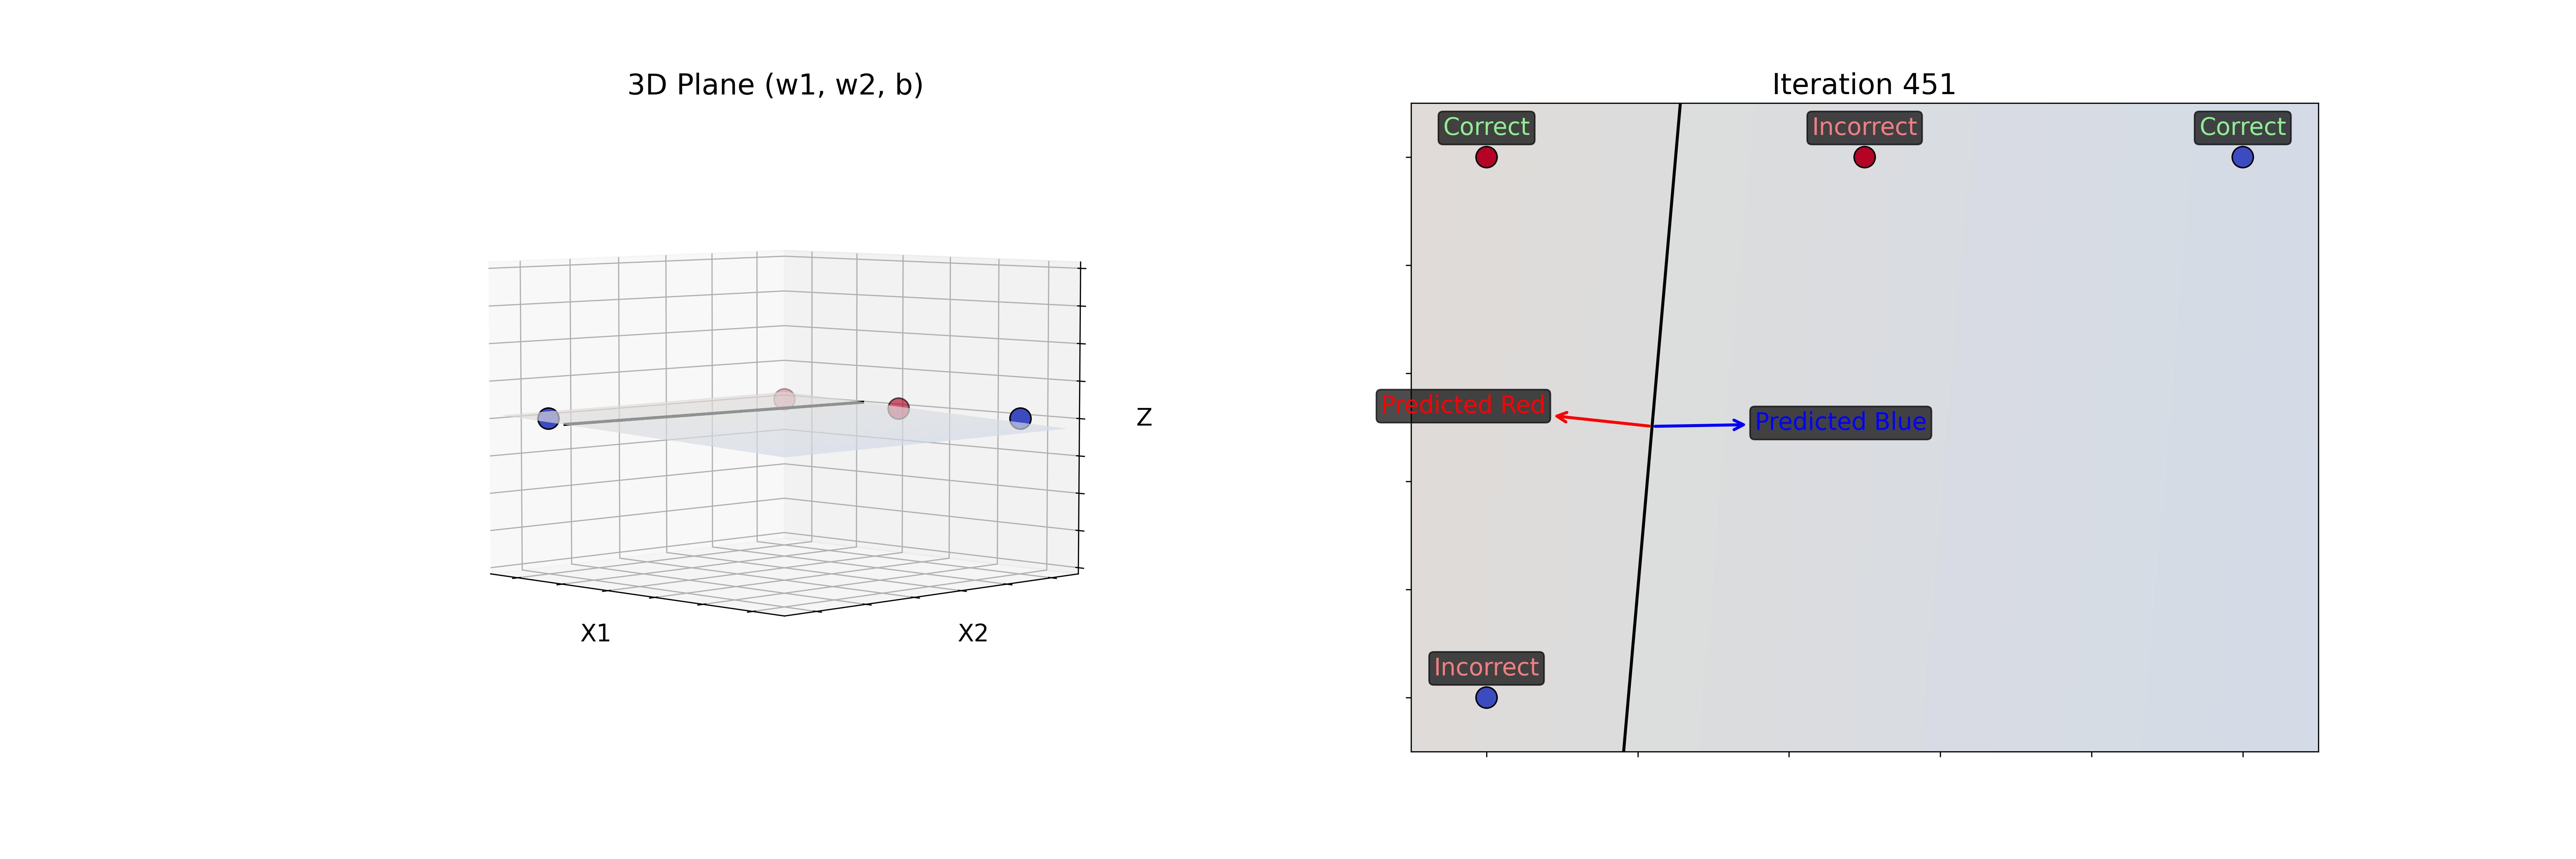 3D Plane (w1, w2, b)
Z
X1
X2
Iteration 451
Correct
Incorrect
Correct
Predicted Red
Predicted Blue
Incorrect